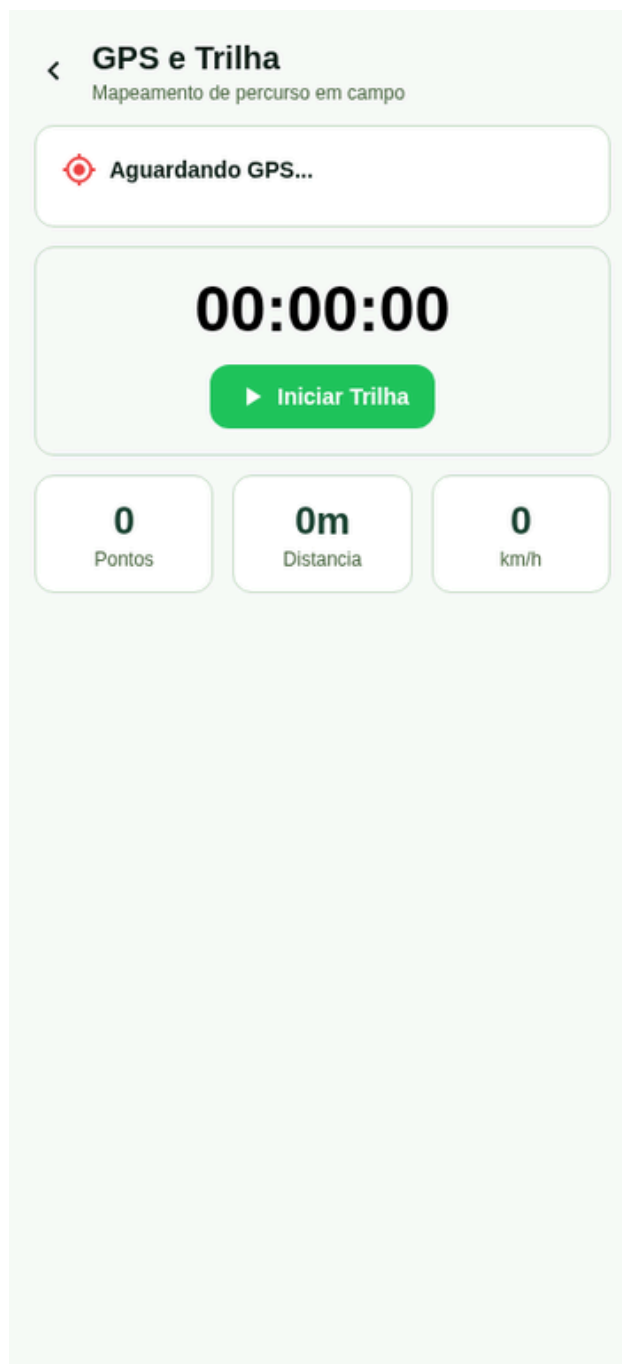 GPS e Trilha
Mapeamento de percurso em campo
Aguardando GPS...
00:00:00
Iniciar Trilha
0
Pontos
0m
Distancia
0
km/h